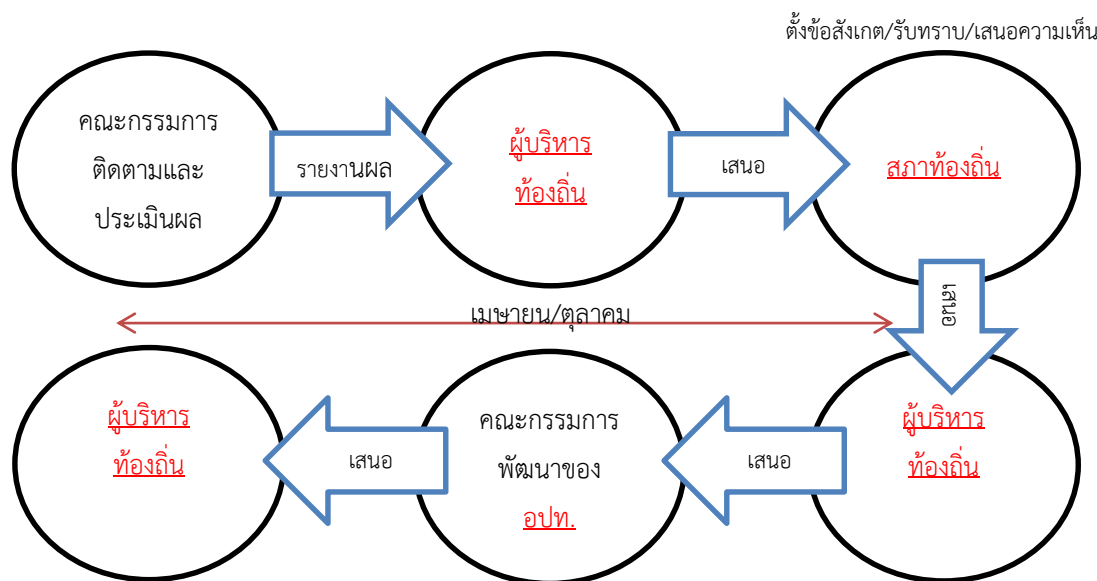 ตั้งข้อสังเกต/รับทราบ/เสนอความเห็น
คณะกรรมการ
ติดตามและ
ประเมินผล
รายงานผล
ผู้บริหาร
ท้องถิ่น
เสนอ
สภาท้องถิ่น
เสนอ
เมษายน/ตุลาคม
ผู้บริหาร
ท้องถิ่น
เสนอ
คณะกรรมการ
พัฒนาของ
อปท.
เสนอ
ผู้บริหาร
ท้องถิ่น